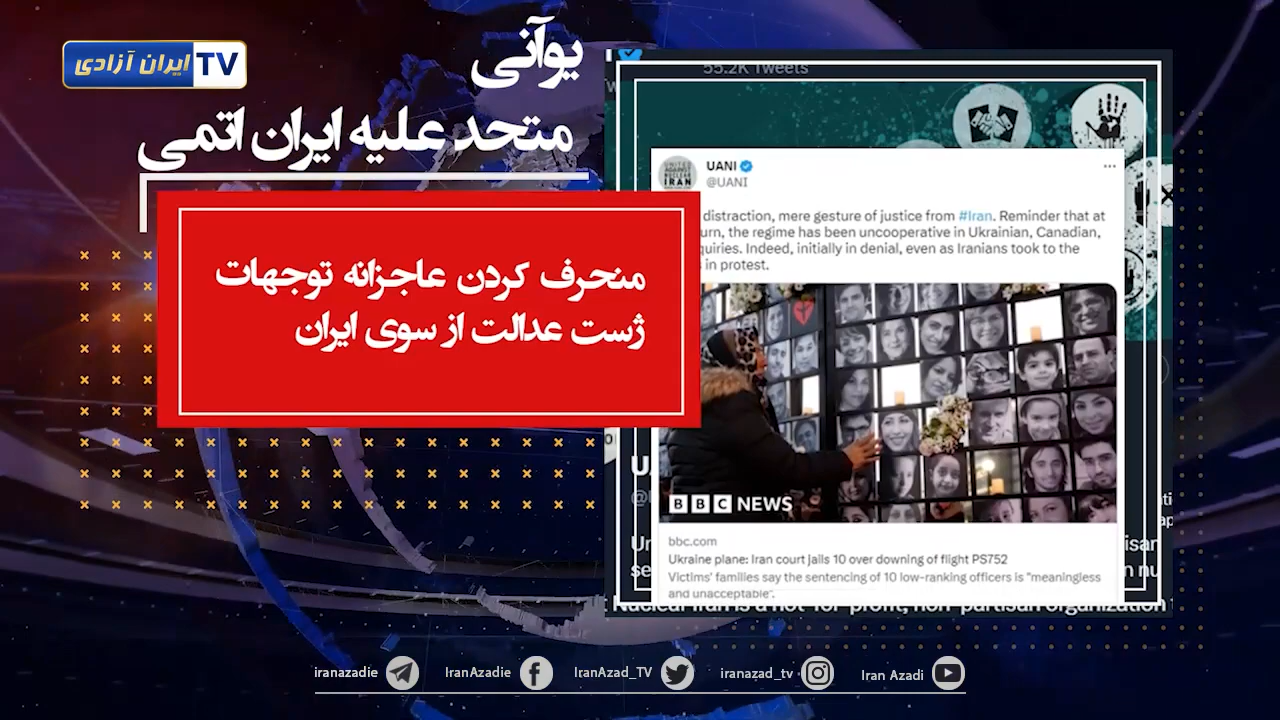 TV ایران آزادی
یوآنی
متحد علیه ایران اتمی
منحرف کردن عاجزانه توجهات
ژست عدالت از سوی ایران
55.2K Tweets
UNITED
AGAINST
NUCLEAR
IRAN
UANI
@UANI
distraction, mere gesture of justice from #Iran. Reminder that at
the regime has been uncooperative in Ukrainian, Canadian,
Indeed, initially in denial, even as Iranians took to the
in protest.
BBC NEWS
bbc.com
Ukraine plane: Iran court jails 10 over downing of flight PS752
Victims' families say the sentencing of 10 low-ranking officers is "meaningless
and unacceptable".
Nuclear Iran is a not-for-profit, non-partisan organization
iranazadie
IranAzadie
IranAzad_TV
iranazad_tv
Iran Azadi